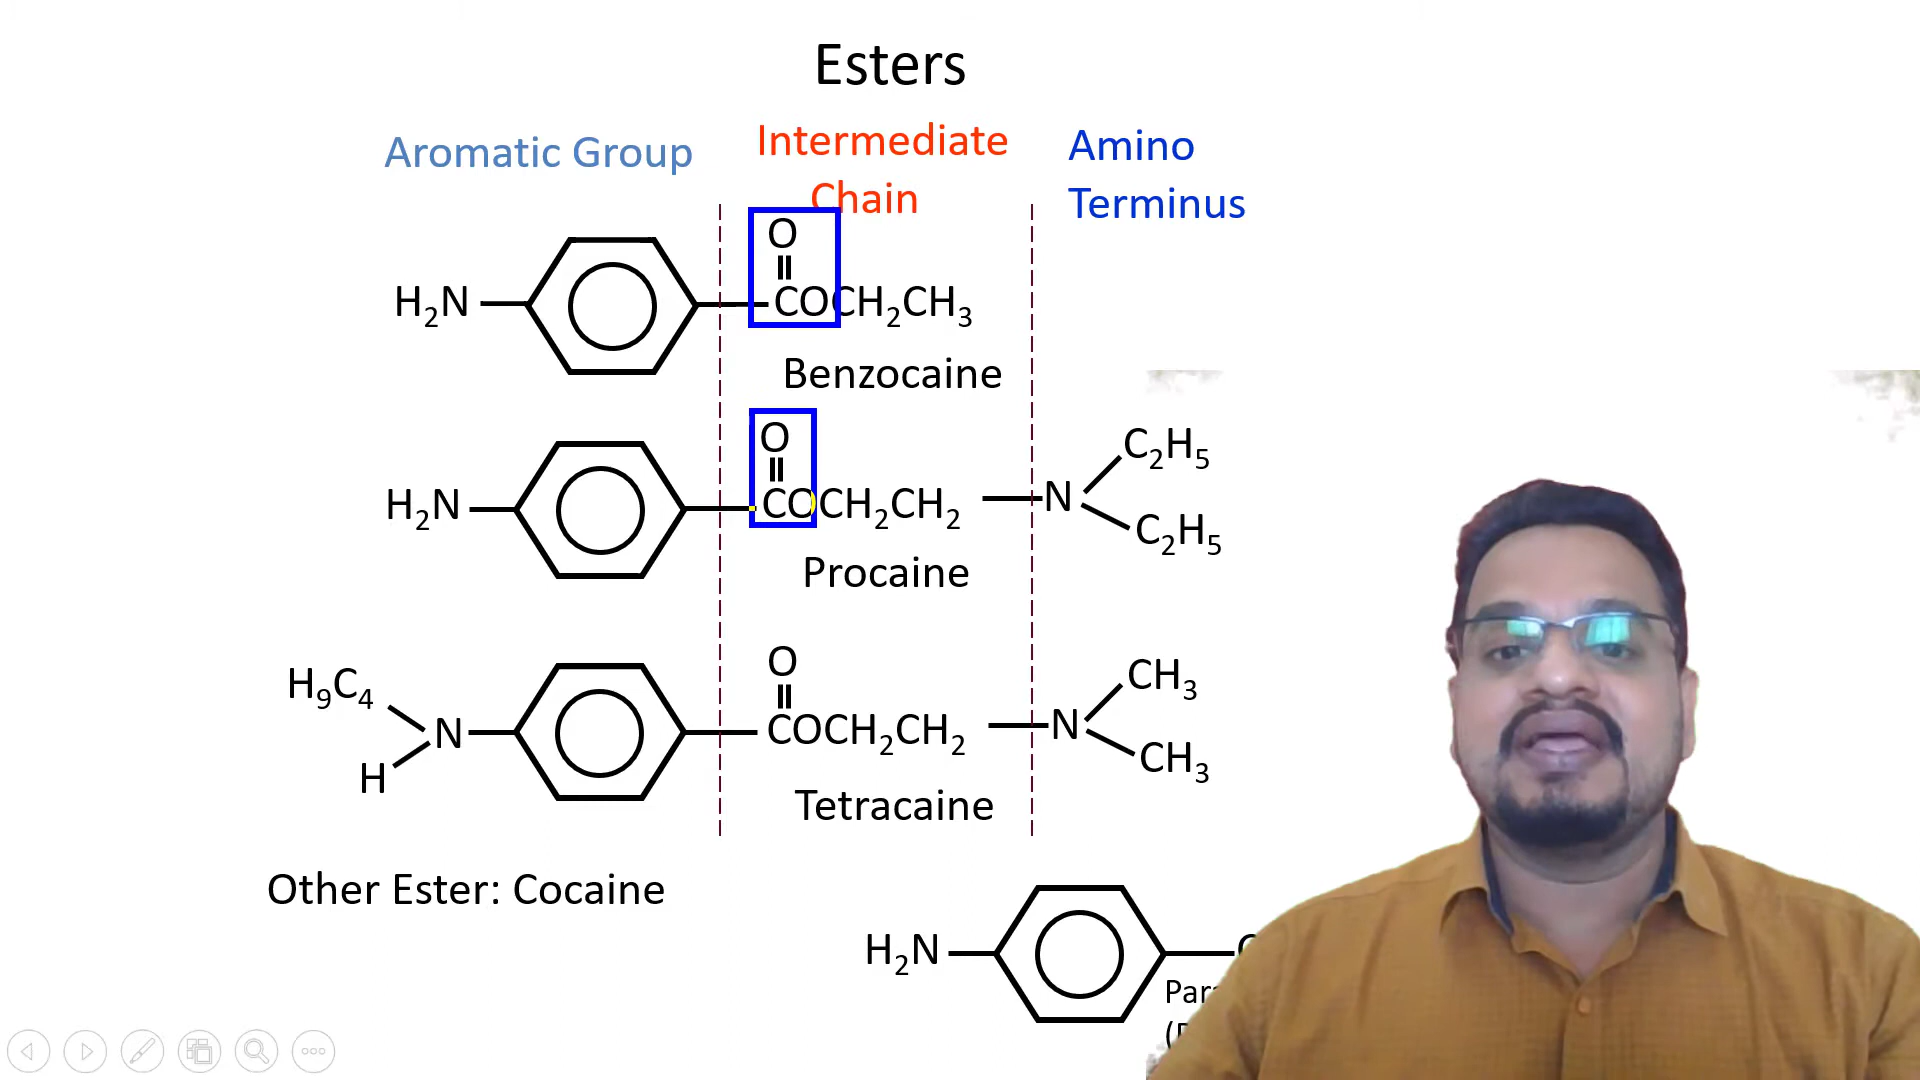 Esters
Aromatic Group
Intermediate
Chain
Amino
Terminus
O
H₂N
COCH₂CH₃
Benzocaine
O
C₂H₅
H₂N
COCH₂CH₂
N
C₂H₅
Procaine
O
H₉C₄
CH₃
N
COCH₂CH₂
N
H
CH₃
Tetracaine
Other Ester: Cocaine
H₂N